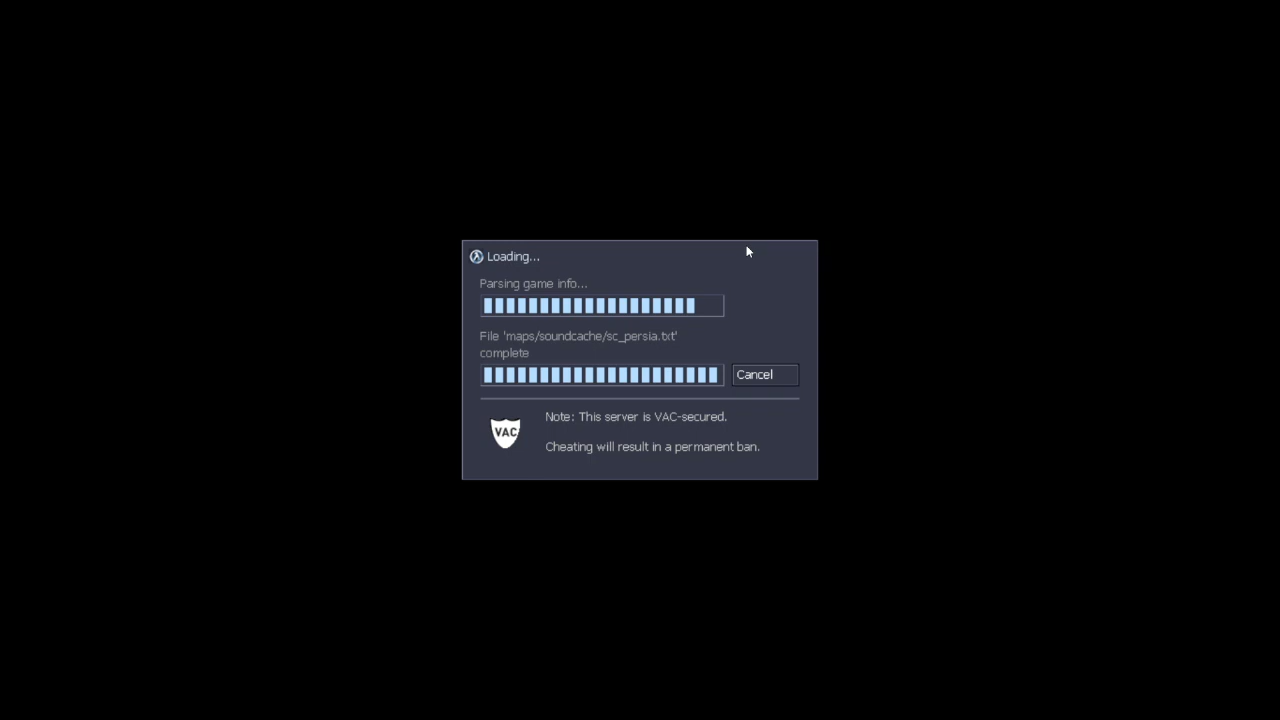 Loading...
Parsing game info...
File 'maps/soundcache/sc_persia.txt'
complete
Cancel
Note: This server is VAC-secured.
VAC
Cheating will result in a permanent ban.